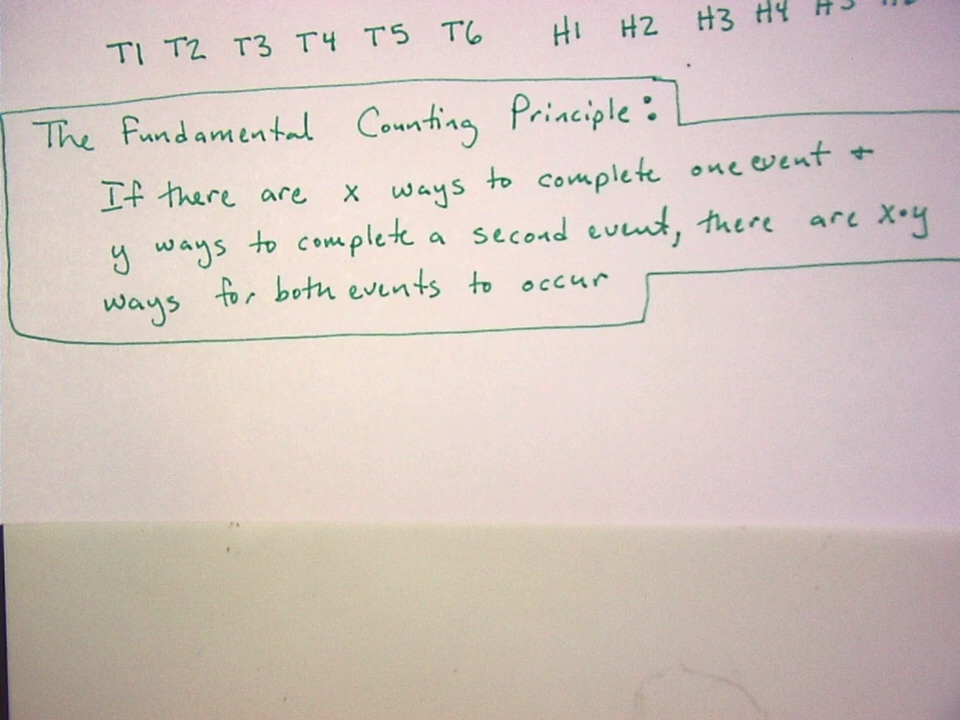 T1 T2 T3 T4 T5 T6 H1 H2 H3 H4
The Fundamental Counting Principle:
If there are x ways to complete one event +
y ways to complete a second event, there are x·y
ways for both events to occur